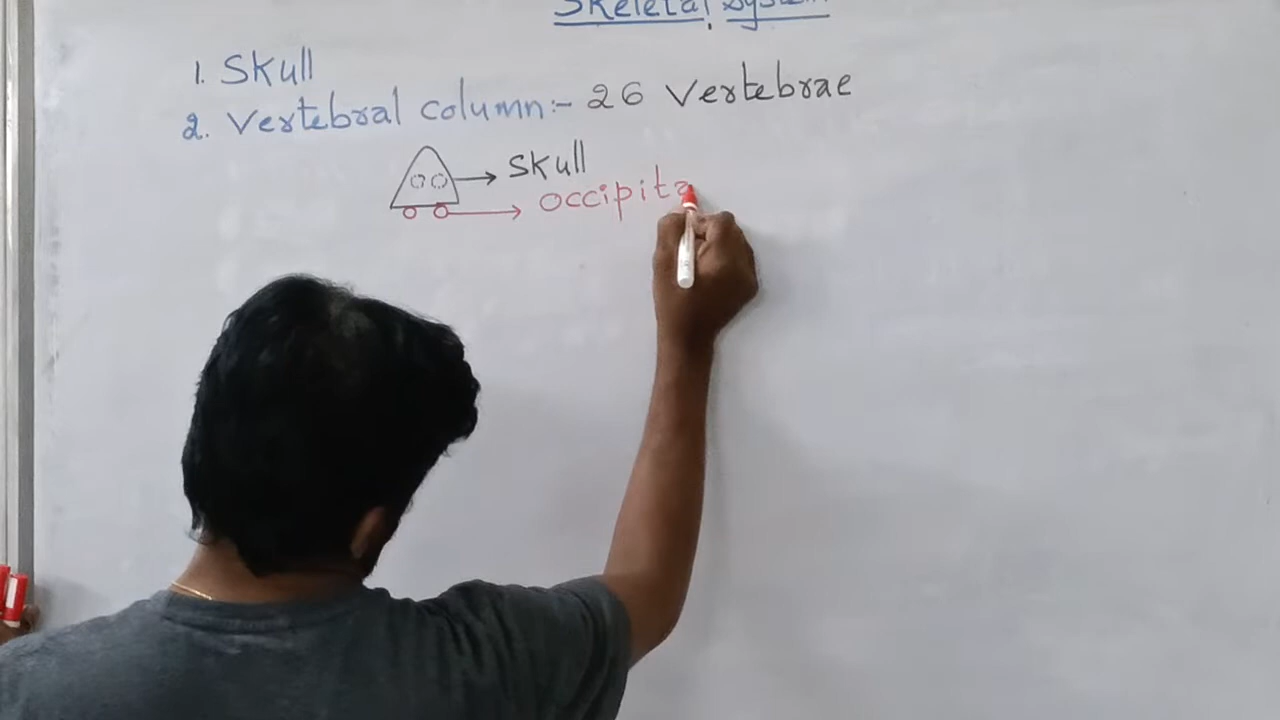 Skeletal System
1. Skull
2. Vertebral column:- 26 Vertebrae
Skull
occipita